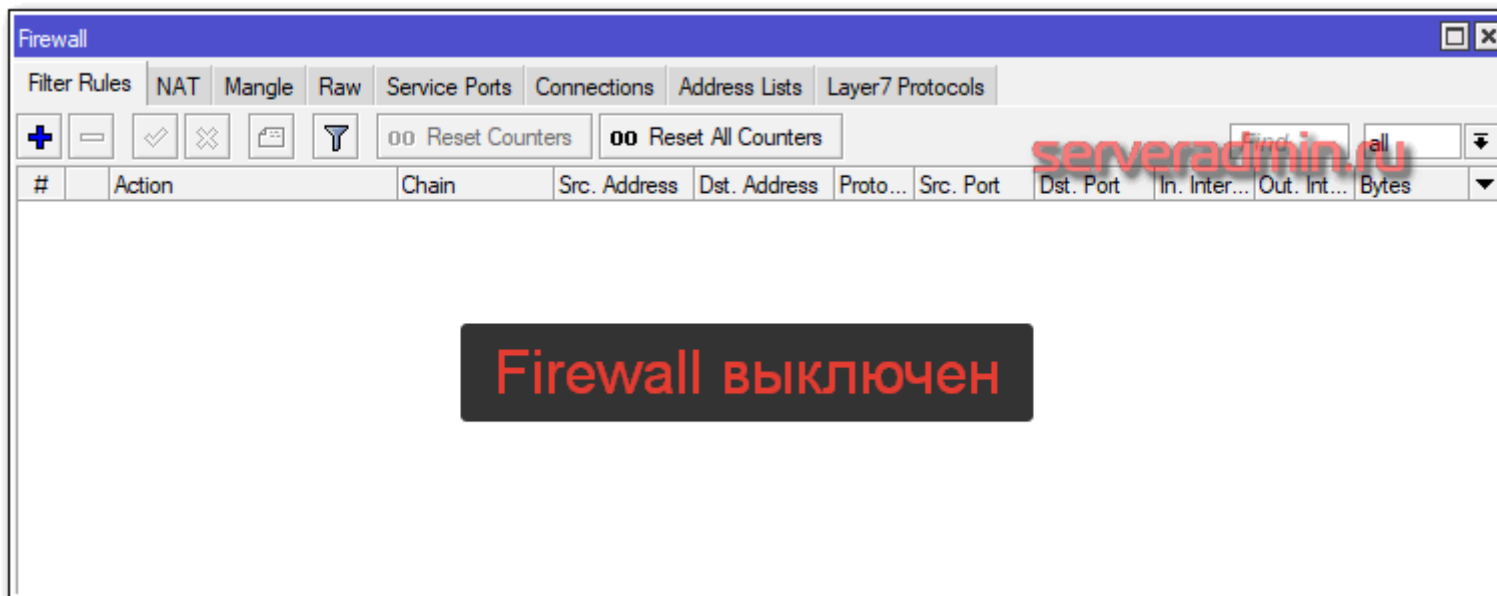 Firewall
Filter Rules NAT Mangle Raw Service Ports Connections Address Lists Layer7 Protocols
00 Reset Counters 00 Reset All Counters Find all
serveradmin.ru
# Action Chain Src. Address Dst. Address Proto... Src. Port Dst. Port In. Inter... Out. Int... Bytes
Firewall выключен